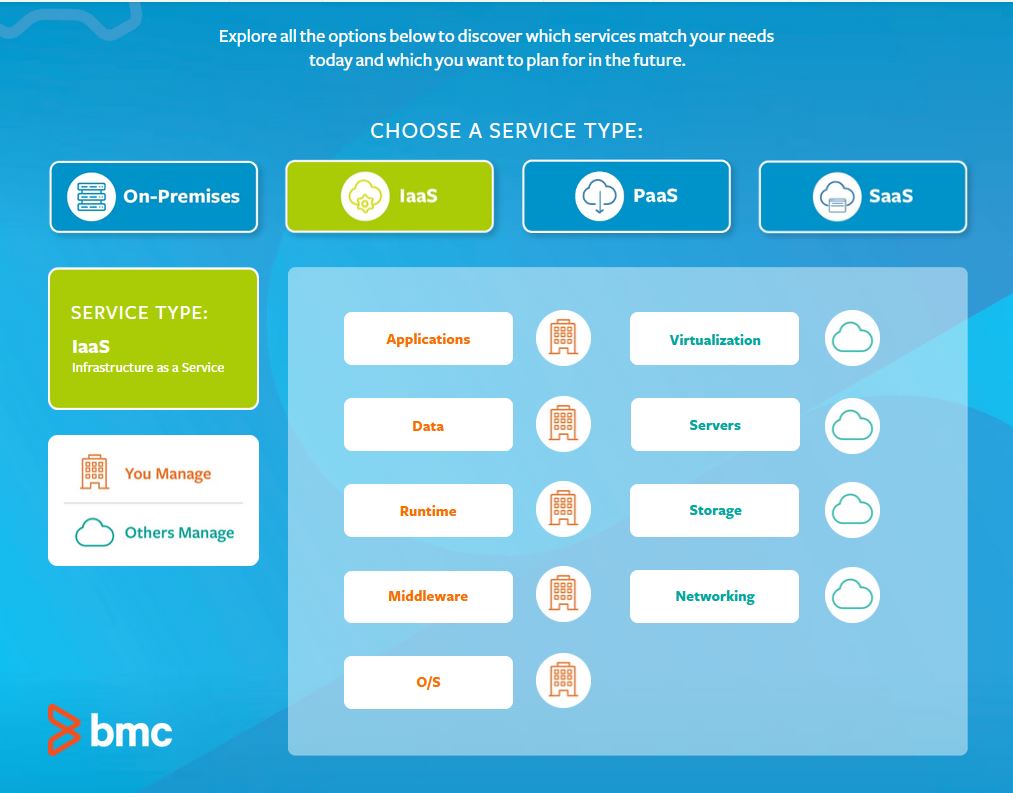 Explore all the options below to discover which services match your needs
today and which you want to plan for in the future.
CHOOSE A SERVICE TYPE:
On-Premises
IaaS
PaaS
SaaS
SERVICE TYPE:
IaaS
Infrastructure as a Service
You Manage
Others Manage
Applications
Virtualization
Data
Servers
Runtime
Storage
Middleware
Networking
O/S
bmc